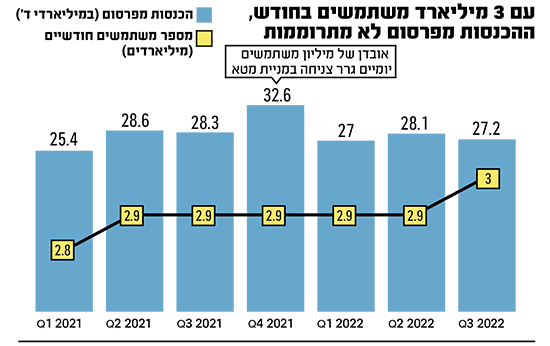 עם 3 מיליארד משתמשים בחודש,
ההכנסות מפרסום לא מתרוממות
הכנסות מפרסום (במיליארדי ד')
מספר משתמשים חודשיים
(מיליארדים)
אובדן של מיליון משתמשים
יומיים גרר צניחה במניית מטא
25.4 28.6 28.3 32.6 27 28.1 27.2
2.8 2.9 2.9 2.9 2.9 2.9 3
Q1 2021 Q2 2021 Q3 2021 Q4 2021 Q1 2022 Q2 2022 Q3 2022